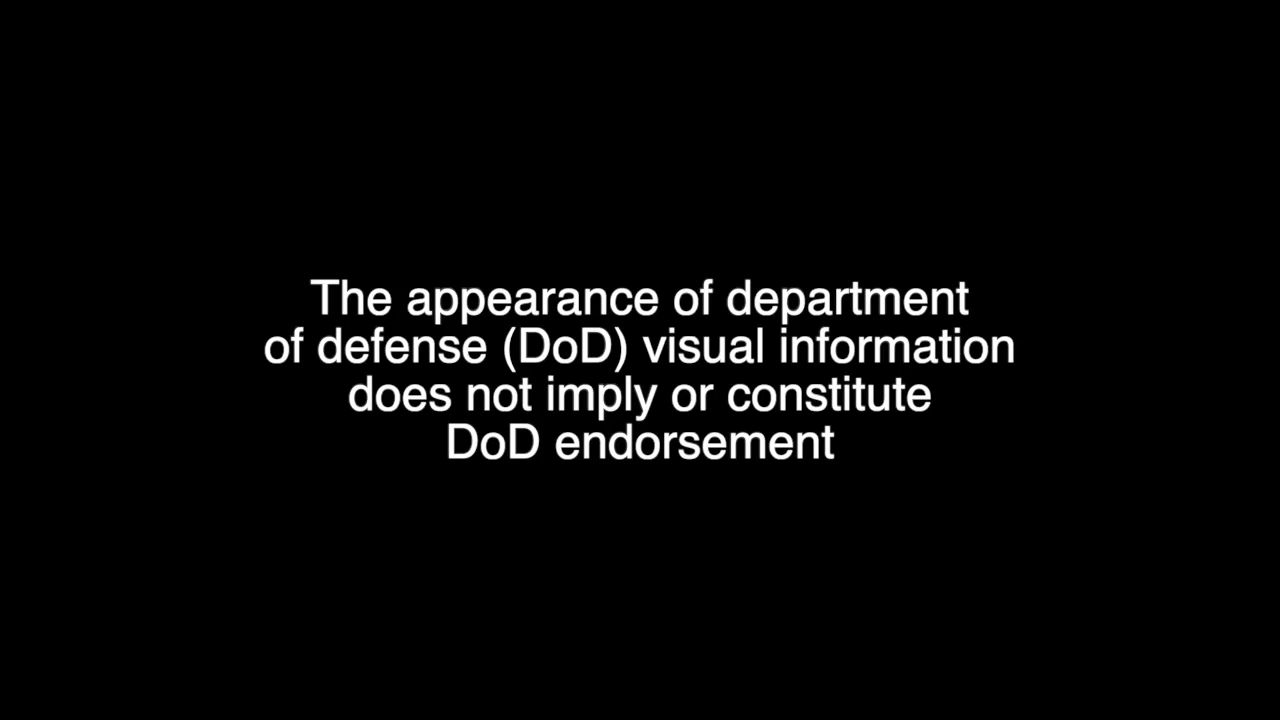 The appearance of department
of defense (DoD) visual information
does not imply or constitute
DoD endorsement